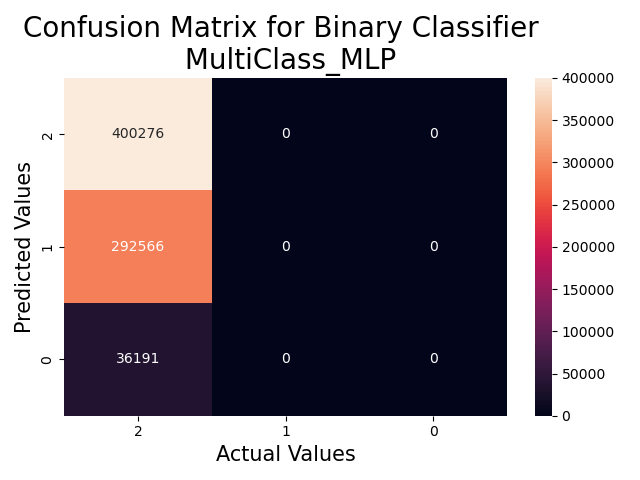 Confusion Matrix for Binary Classifier
MultiClass_MLP
400000
2 400276 0 0
350000
300000
250000
1 292566 0 0
200000
150000
100000
0 36191 0 0
50000
0
2 1 0
Predicted Values
Actual Values